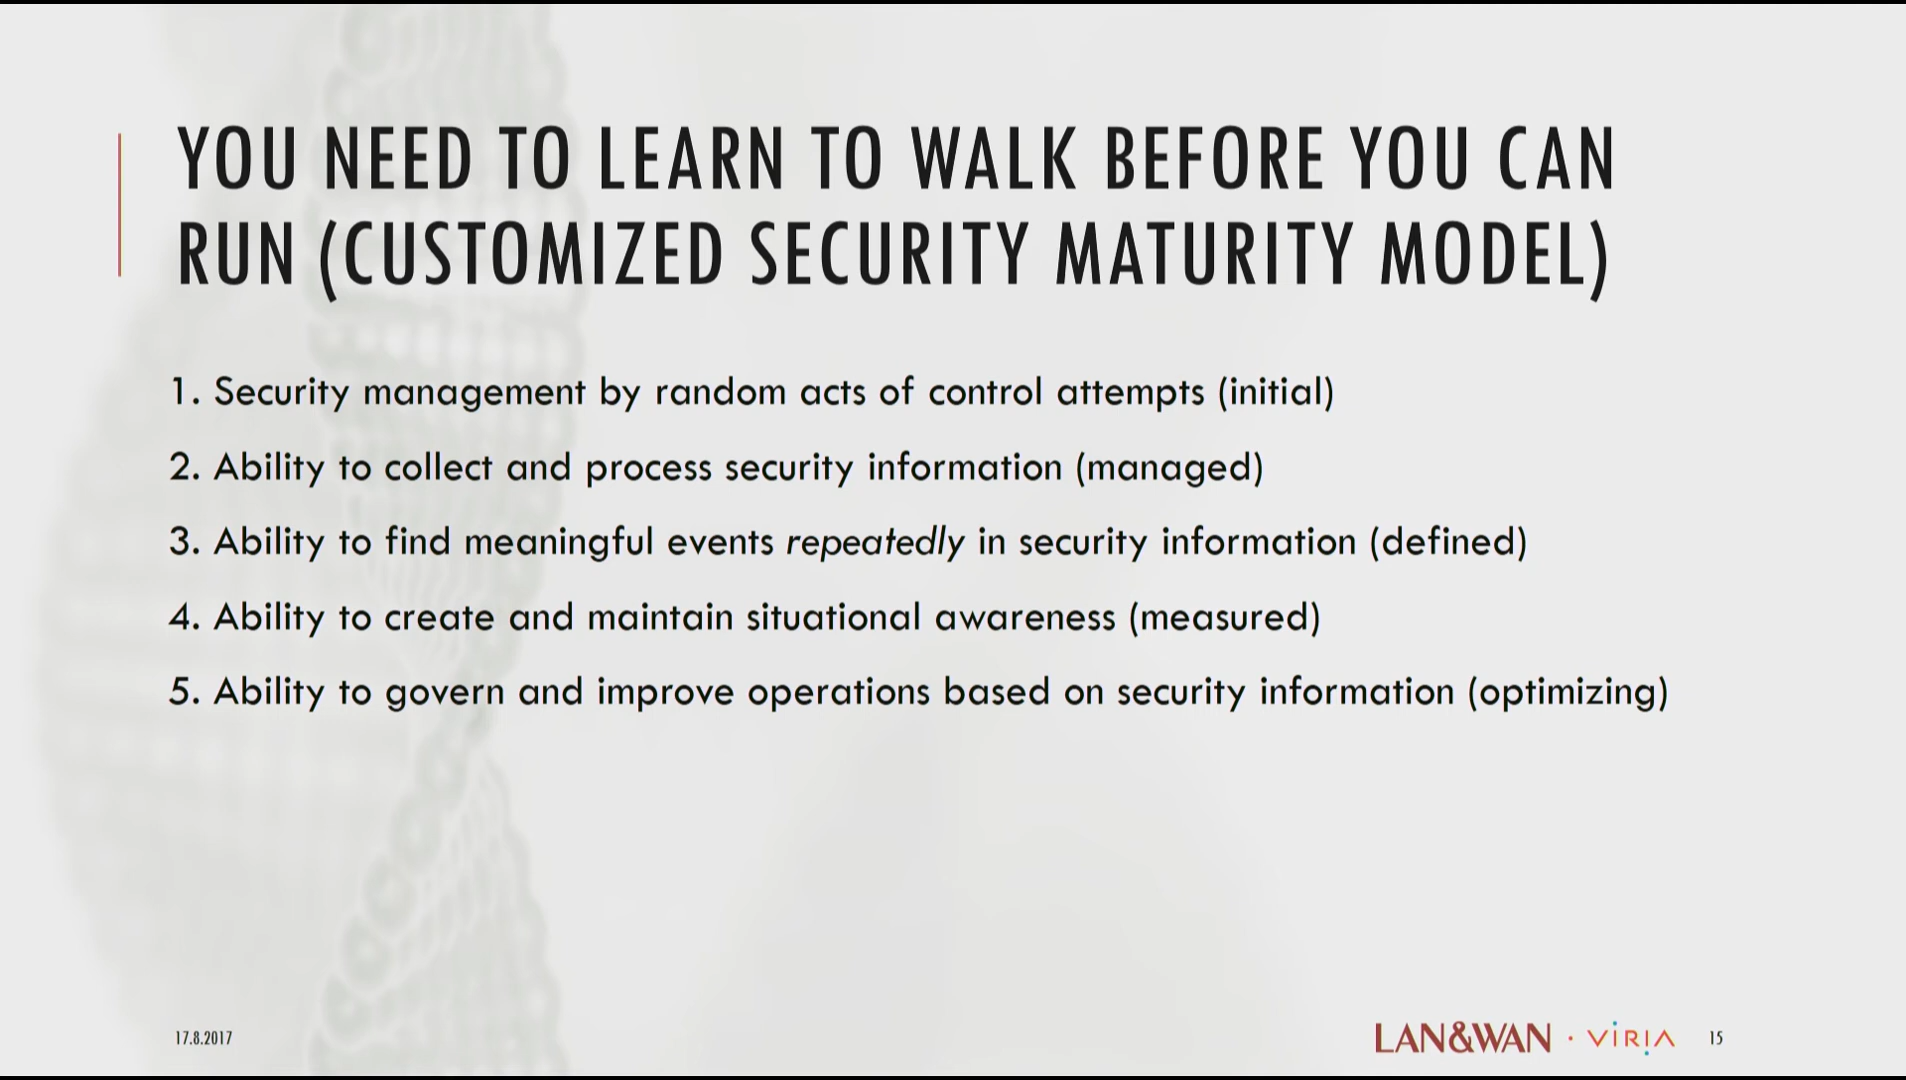 YOU NEED TO LEARN TO WALK BEFORE YOU CAN
RUN (CUSTOMIZED SECURITY MATURITY MODEL)
1. Security management by random acts of control attempts (initial)
2. Ability to collect and process security information (managed)
3. Ability to find meaningful events repeatedly in security information (defined)
4. Ability to create and maintain situational awareness (measured)
5. Ability to govern and improve operations based on security information (optimizing)
17.8.2017
LAN&WAN · VIRIA
15